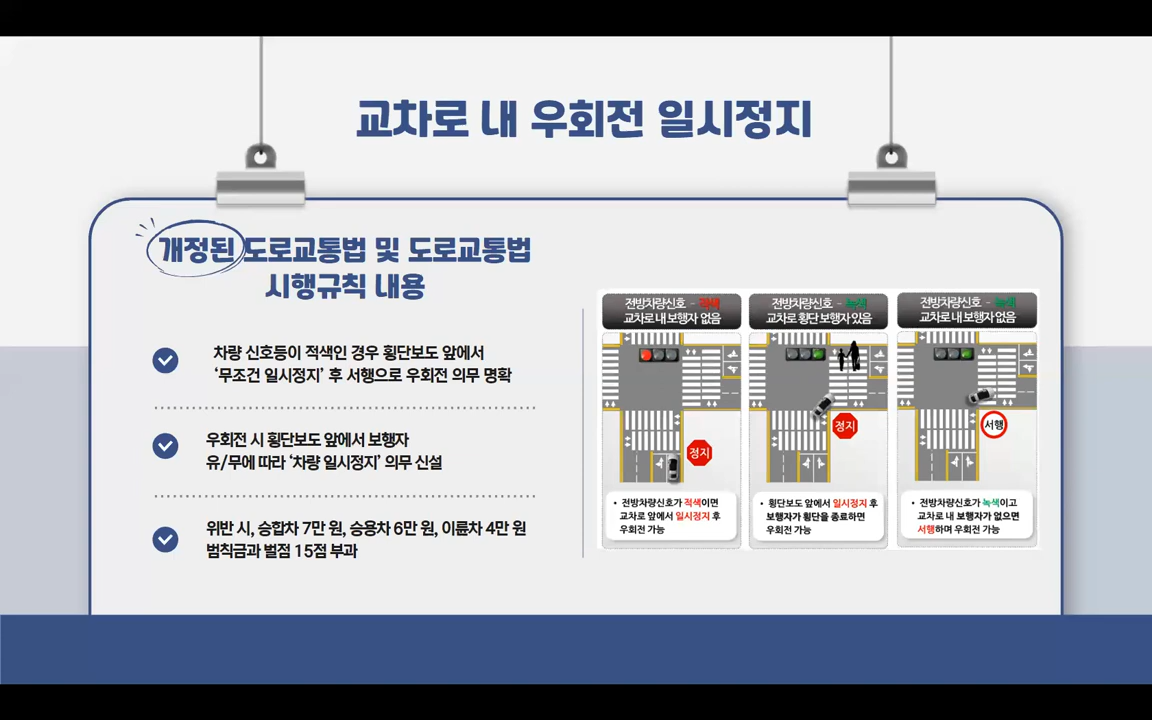 교차로 내 우회전 일시정지
개정된 도로교통법 및 도로교통법
시행규칙 내용
차량 신호등이 적색인 경우 횡단보도 앞에서
‘무조건 일시정지’ 후 서행으로 우회전 의무 명확
우회전 시 횡단보도 앞에서 보행자
유/무에 따라 ‘차량 일시정지’ 의무 신설
위반 시, 승합차 7만 원, 승용차 6만 원, 이륜차 4만 원
범칙금과 벌점 15점 부과
전방차량신호 - 적색
교차로 내 보행자 없음
정지
• 전방차량신호가 적색이면
교차로 앞에서 일시정지 후
우회전 가능
전방차량신호 - 녹색
교차로 횡단 보행자 있음
정지
• 횡단보도 앞에서 일시정지 후
보행자가 횡단을 종료하면
우회전 가능
전방차량신호 - 녹색
교차로 내 보행자 없음
서행
• 전방차량신호가 녹색이고
교차로 내 보행자가 없으면
서행하며 우회전 가능